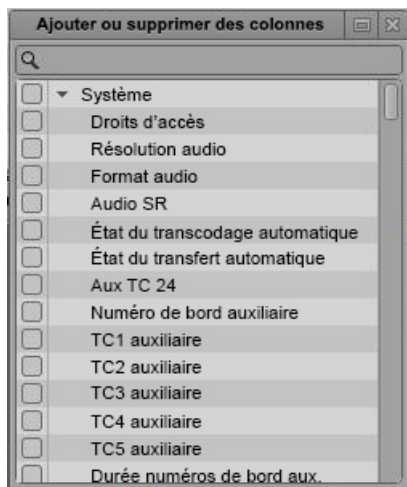 Ajouter ou supprimer des colonnes
Système
Droits d'accès
Résolution audio
Format audio
Audio SR
État du transcodage automatique
État du transfert automatique
Aux TC 24
Numéro de bord auxiliaire
TC1 auxiliaire
TC2 auxiliaire
TC3 auxiliaire
TC4 auxiliaire
TC5 auxiliaire
Durée numéros de bord aux.